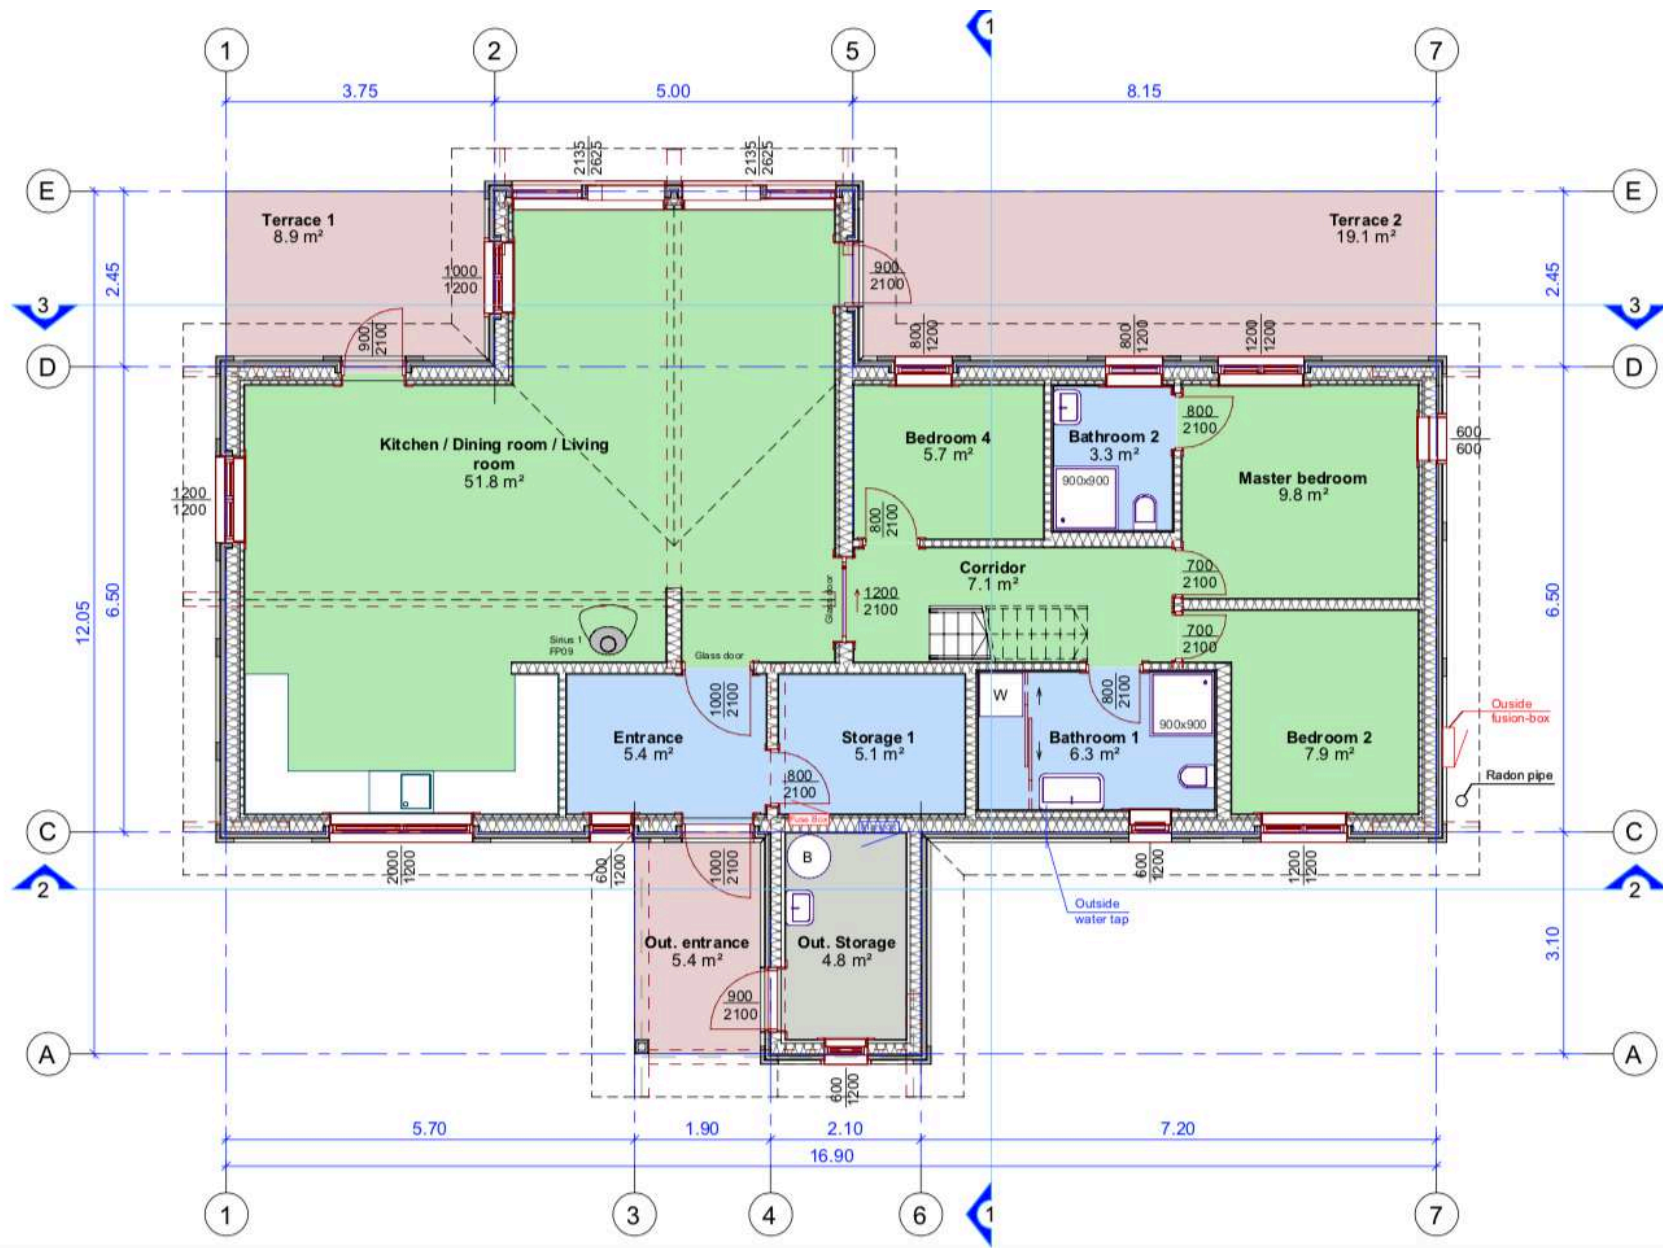 1
2
5
1
7
3.75
5.00
8.15
2135
2625
2135
2625
E
E
Terrace 1
8.9 m²
Terrace 2
19.1 m²
1000
1200
900
2100
2.45
2.45
3
3
900
2100
800
1200
800
1200
1200
1200
D
D
Kitchen / Dining room / Living
room
51.8 m²
Bedroom 4
5.7 m²
Bathroom 2
3.3 m²
900x900
800
2100
600
600
Master bedroom
9.8 m²
1200
1200
800
2100
12.05
6.50
6.50
Corridor
7.1 m²
Glass door
1200
2100
700
2100
700
2100
Sirius 1
FP09
Glass door
1000
2100
W
800
2100
900x900
Ouside
fusion-box
Entrance
5.4 m²
Storage 1
5.1 m²
Bathroom 1
6.3 m²
Bedroom 2
7.9 m²
Radon pipe
800
2100
Fuse Box
C
C
2000
1200
600
1200
1000
2100
B
600
1200
1200
1200
2
2
Outside
water tap
Out. entrance
5.4 m²
Out. Storage
4.8 m²
3.10
900
2100
A
A
600
1200
5.70
1.90
2.10
7.20
16.90
1
3
4
6
1
7